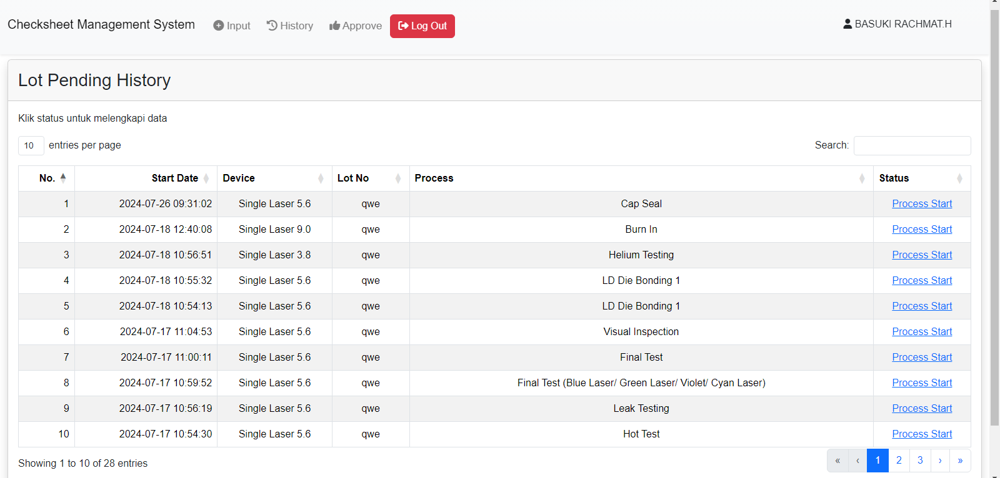 Checksheet Management System Input History Approve Log Out BASUKI RACHMAT.H
Lot Pending History
Klik status untuk melengkapi data
10 entries per page Search:
No. Start Date Device Lot No Process Status
1 2024-07-26 09:31:02 Single Laser 5.6 qwe Cap Seal Process Start
2 2024-07-18 12:40:08 Single Laser 9.0 qwe Burn In Process Start
3 2024-07-18 10:56:51 Single Laser 3.8 qwe Helium Testing Process Start
4 2024-07-18 10:55:32 Single Laser 5.6 qwe LD Die Bonding 1 Process Start
5 2024-07-18 10:54:13 Single Laser 5.6 qwe LD Die Bonding 1 Process Start
6 2024-07-17 11:04:53 Single Laser 5.6 qwe Visual Inspection Process Start
7 2024-07-17 11:00:11 Single Laser 5.6 qwe Final Test Process Start
8 2024-07-17 10:59:52 Single Laser 5.6 qwe Final Test (Blue Laser/ Green Laser/ Violet/ Cyan Laser) Process Start
9 2024-07-17 10:56:19 Single Laser 5.6 qwe Leak Testing Process Start
10 2024-07-17 10:54:30 Single Laser 5.6 qwe Hot Test Process Start
Showing 1 to 10 of 28 entries « ‹ 1 2 3 › »